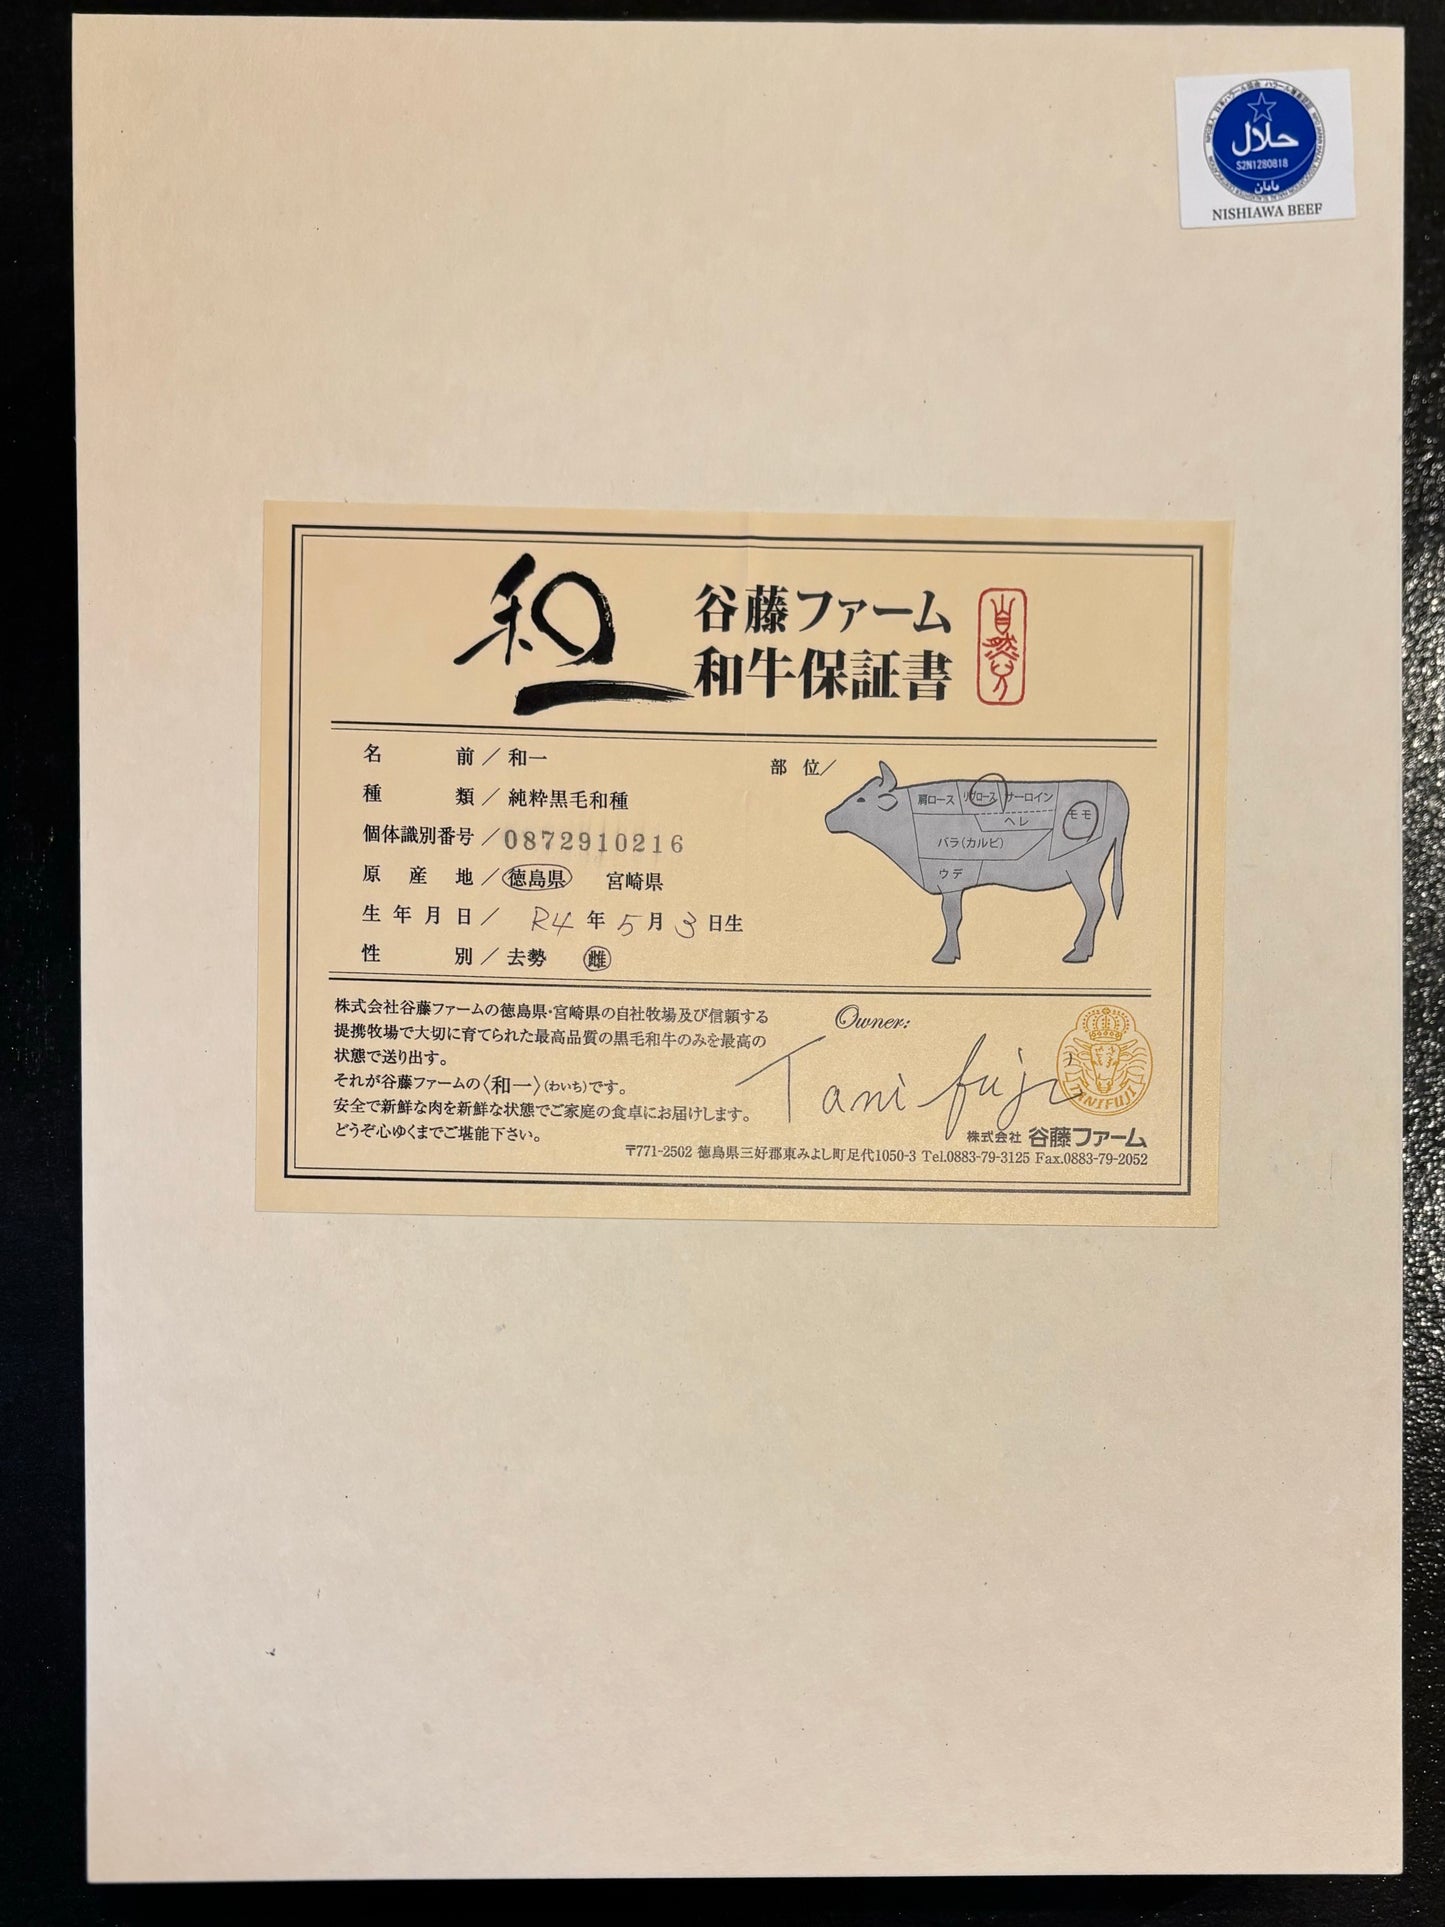 حلال
S2N1280818
NISHIAWA BEEF
和一
谷藤ファーム
和牛保証書
名前／和一
種類／純粋黒毛和種
個体識別番号／0872910216
原産地／徳島県 宮崎県
生年月日／R4年5月3日生
性別／去勢 雌
部位／
肩ロース リブロース サーロイン
ヘレ
モモ
バラ（カルビ）
ウデ
株式会社谷藤ファームの徳島県・宮崎県の自社牧場及び信頼する
提携牧場で大切に育てられた最高品質の黒毛和牛のみを最高の
状態で送り出す。
それが谷藤ファームの〈和一〉（わいち）です。
安全で新鮮な肉を新鮮な状態でご家庭の食卓にお届けします。
どうぞ心ゆくまでご堪能下さい。
Owner:
Tanifuji
TANIFUJI
株式会社 谷藤ファーム
〒771-2502 徳島県三好郡東みよし町足代1050-3 Tel.0883-79-3125 Fax.0883-79-2052